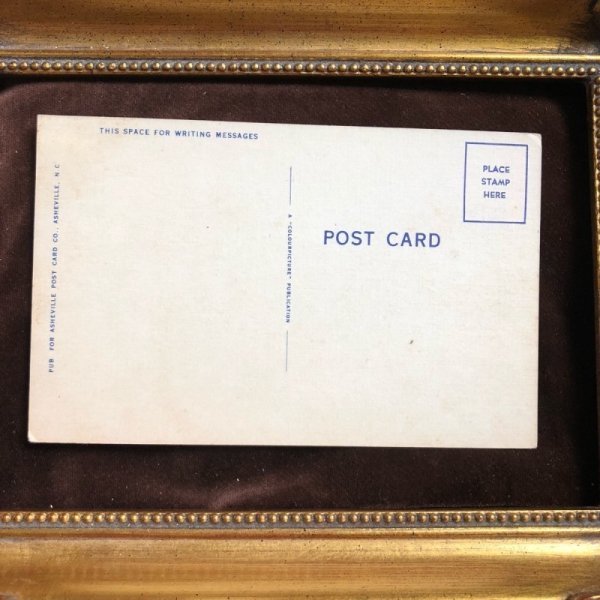 THIS SPACE FOR WRITING MESSAGES
PUB. FOR ASHEVILLE POST CARD CO., ASHEVILLE, N. C.
A "COLOURPICTURE" PUBLICATION
POST CARD
PLACE
STAMP
HERE